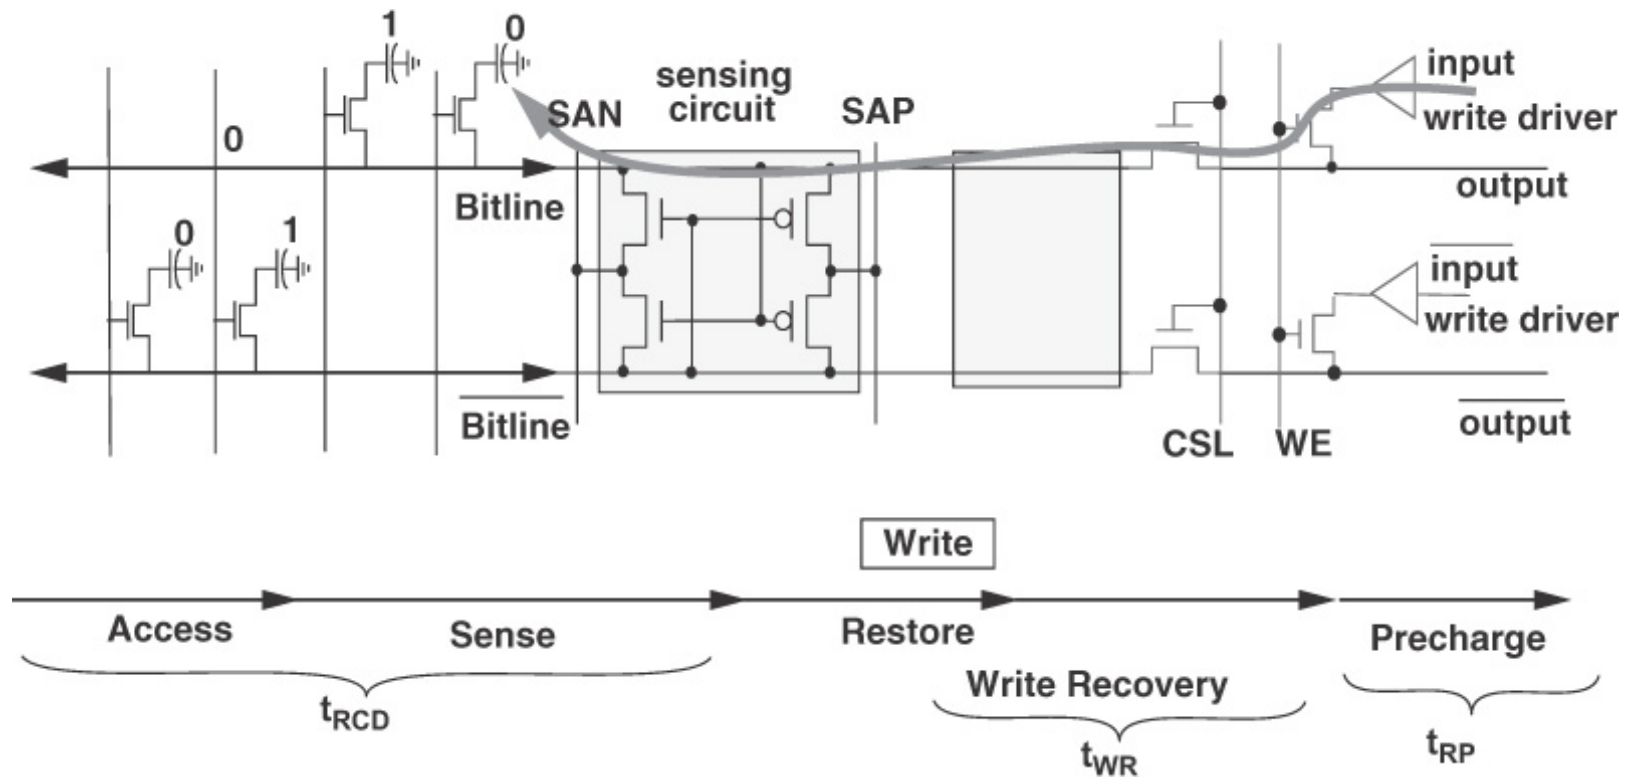 1
0
sensing
circuit
SAN
SAP
input
write driver
0
Bitline
output
0
1
input
write driver
Bitline
CSL
WE
output
Write
Access
Sense
Restore
Precharge
Write Recovery
tRCD
tWR
tRP